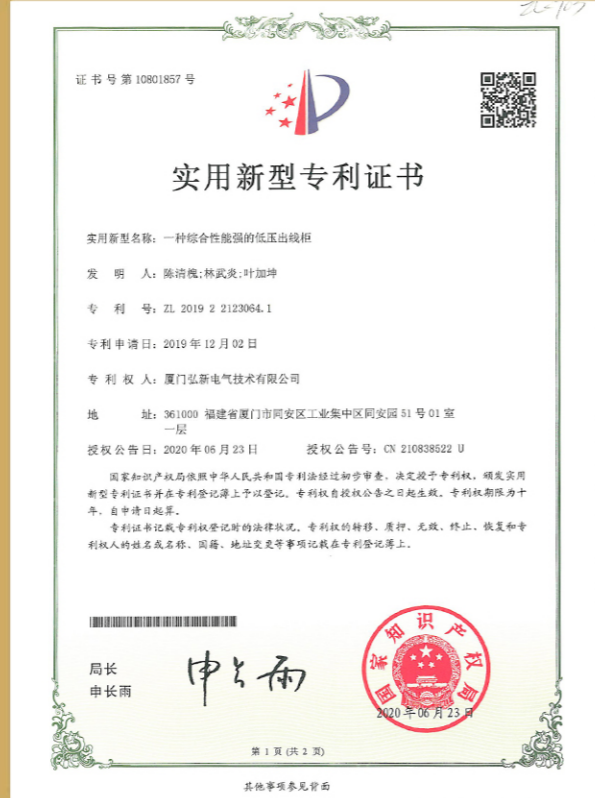 证书号第10801857号
实用新型专利证书
实用新型名称：一种综合性能强的低压出线柜
发 明 人：陈清槐;林武炎;叶加坤
专 利 号：ZL 2019 2 2123064.1
专利申请日：2019年12月02日
专 利 权 人：厦门弘新电气技术有限公司
地 址：361000 福建省厦门市同安区工业集中区同安园51号01室
一层
授权公告日：2020年06月23日 授权公告号：CN 210838522 U
国家知识产权局依照中华人民共和国专利法经过初步审查，决定授予专利权，颁发实用
新型专利证书并在专利登记簿上予以登记。专利权自授权公告之日起生效。专利权期限为十
年，自申请日起算。
专利证书记载专利权登记时的法律状况。专利权的转移、质押、无效、终止、恢复和专
利权人的姓名或名称、国籍、地址变更等事项记载在专利登记簿上。
局长
申长雨
申长雨
国家知识产权局
2020年06月23日
第1页(共2页)
其他事项参见背面